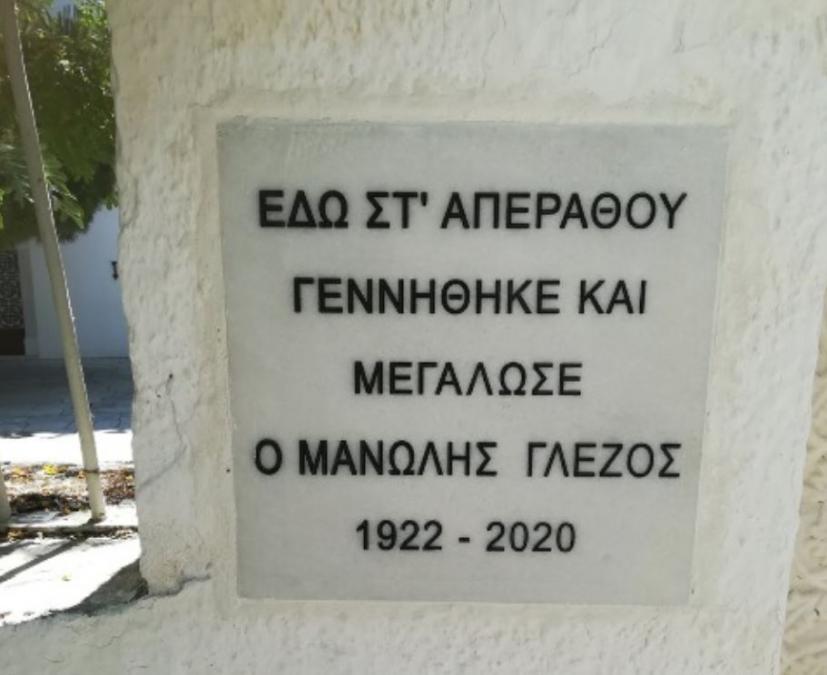 ΕΔΩ ΣΤ' ΑΠΕΡΑΘΟΥ
ΓΕΝΝΗΘΗΚΕ ΚΑΙ
ΜΕΓΑΛΩΣΕ
Ο ΜΑΝΩΛΗΣ ΓΛΕΖΟΣ
1922 - 2020